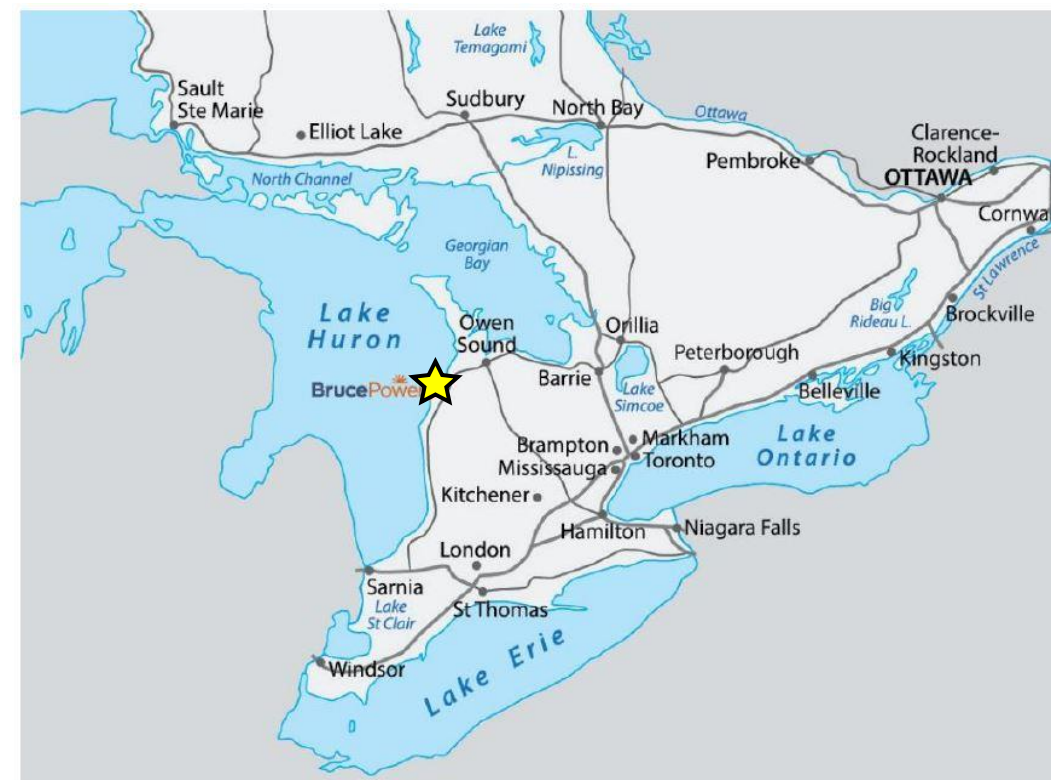 Lake
Temagami
Sault
Ste Marie
Sudbury
North Bay
Elliot Lake
Ottawa
Clarence-
Rockland
OTTAWA
Pembroke
L.
Nipissing
North Channel
Cornwa
Georgian
Bay
St Lawrence
Big
Rideau L.
Brockville
Lake
Huron
Owen
Sound
Orillia
Peterborough
Kingston
BrucePower
Barrie
Lake
Simcoe
Belleville
Brampton
Markham
Mississauga
Toronto
Lake
Ontario
Kitchener
Hamilton
Niagara Falls
London
Sarnia
Lake
St Clair
St Thomas
Windsor
Lake Erie